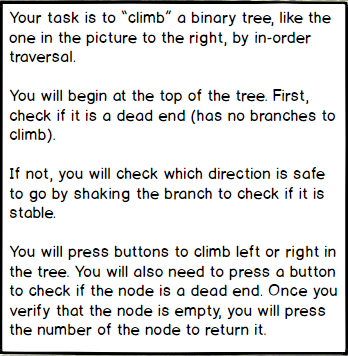 Your task is to "climb" a binary tree, like the
one in the picture to the right, by in-order
traversal.
You will begin at the top of the tree. First,
check if it is a dead end (has no branches to
climb).
If not, you will check which direction is safe
to go by shaking the branch to check if it is
stable.
You will press buttons to climb left or right in
the tree. You will also need to press a button
to check if the node is a dead end. Once you
verify that the node is empty, you will press
the number of the node to return it.